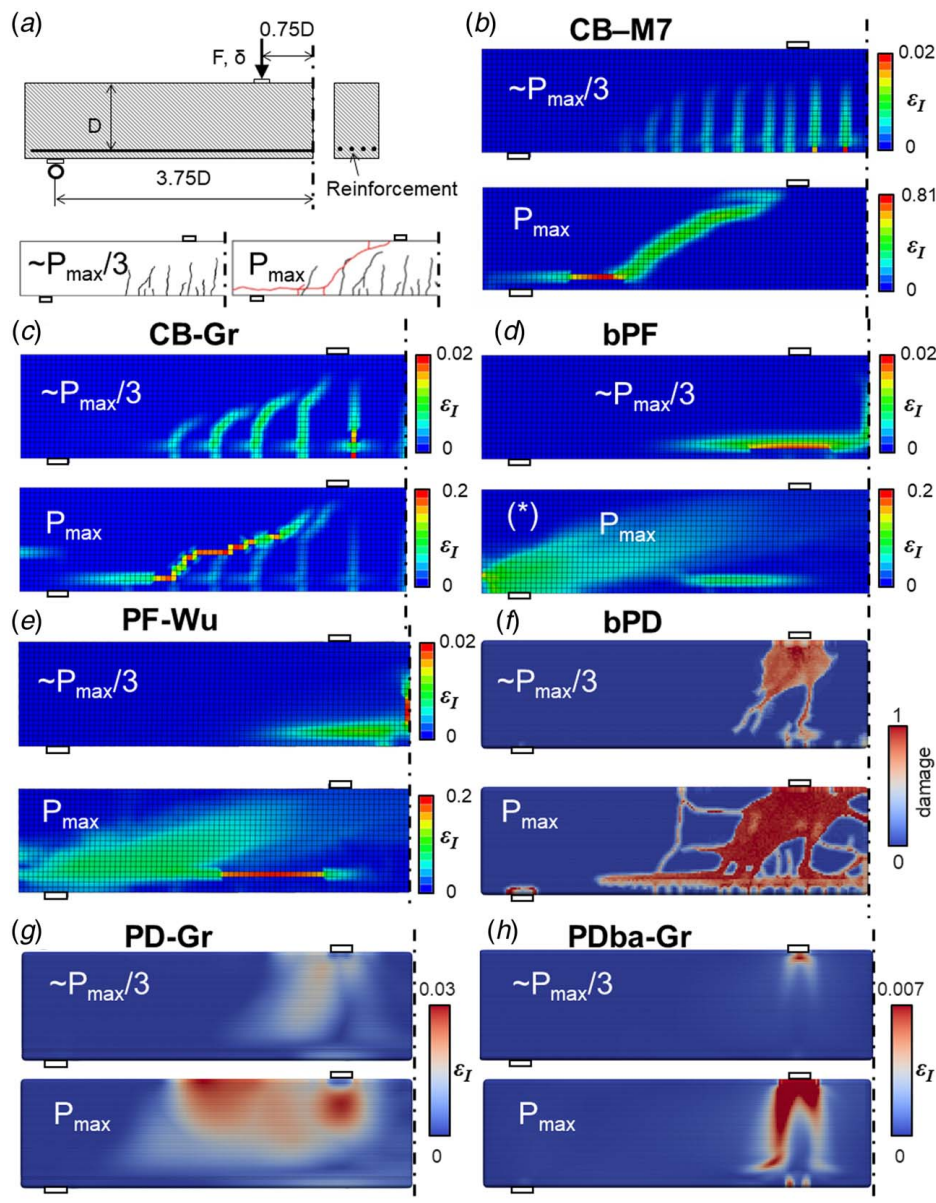 (a)
0.75D
F, δ
D
3.75D
Reinforcement
~Pmax/3
Pmax
(b)
CB–M7
~Pmax/3
0.02
εI
0
Pmax
0.81
εI
0
(c)
CB-Gr
~Pmax/3
0.02
εI
0
Pmax
0.2
εI
0
(d)
bPF
~Pmax/3
0.02
εI
0
(*)
Pmax
0.2
εI
0
(e)
PF-Wu
~Pmax/3
0.02
εI
0
Pmax
0.2
εI
0
(f)
bPD
~Pmax/3
Pmax
1
damage
0
(g)
PD-Gr
~Pmax/3
Pmax
0.03
εI
0
(h)
PDba-Gr
~Pmax/3
Pmax
0.007
εI
0